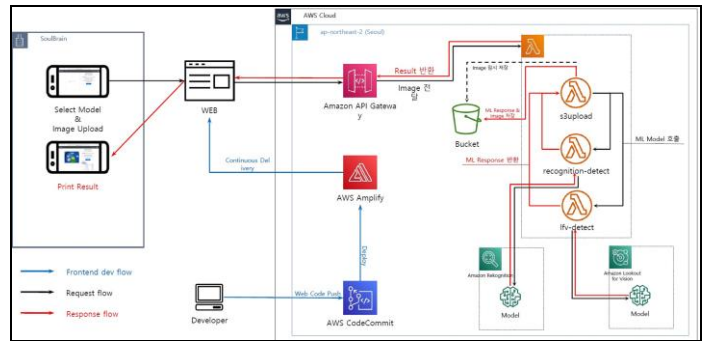 SoulBrain
aws
AWS Cloud
ap-northeast-2 (Seoul)
Select Model
&
Image Upload
Print Result
WEB
Result 반환
Image 전
달
Amazon API Gatewa
y
Image 임시 저장
s3upload
ML Response &
Image 저장
Bucket
ML Model 호출
ML Response 반환
recognition-detect
lfv-detect
Continuous Del
ivery
AWS Amplify
Deploy
Amazon Rekognition
Model
Amazon Lookout
for Vision
Model
Frontend dev flow
Request flow
Response flow
Developer
Web Code Push
AWS CodeCommit